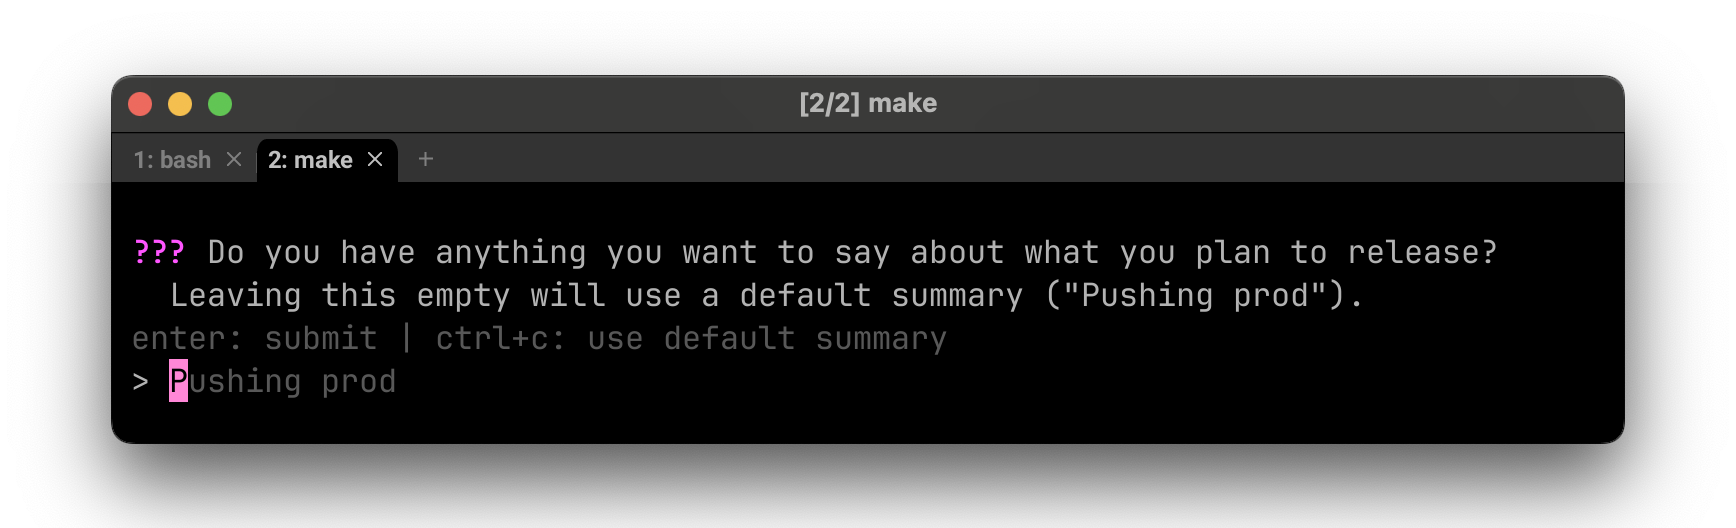 [2/2] make
1: bash × 2: make × +
??? Do you have anything you want to say about what you plan to release?
Leaving this empty will use a default summary ("Pushing prod").
enter: submit | ctrl+c: use default summary
> Pushing prod